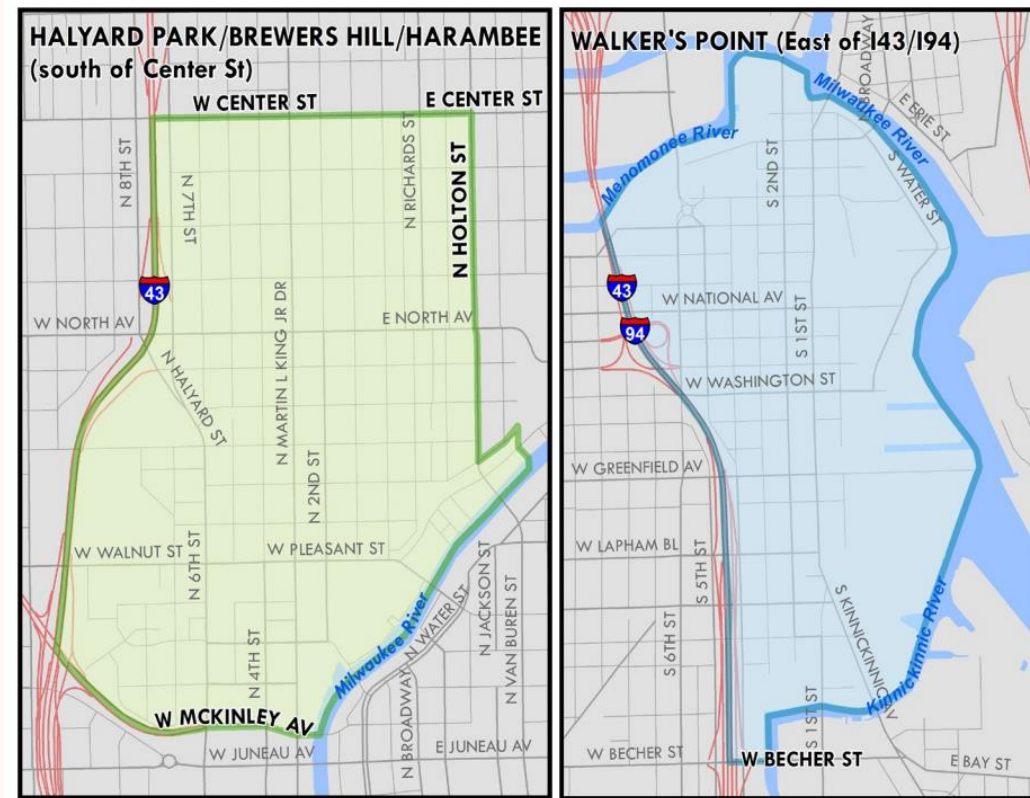 HALYARD PARK/BREWERS HILL/HARAMBEE
(south of Center St)
W CENTER ST
E CENTER ST
N 8TH ST
N 7TH ST
N RICHARDS ST
N HOLTON ST
43
N MARTIN L KING JR DR
W NORTH AV
E NORTH AV
N HALYARD ST
N 2ND ST
W WALNUT ST
W PLEASANT ST
N 6TH ST
N 4TH ST
Milwaukee River
N WATER ST
N JACKSON ST
N VAN BUREN ST
N BROADWAY
W MCKINLEY AV
W JUNEAU AV
E JUNEAU AV
WALKER'S POINT (East of I43/I94)
BROADWAY
Menomonee River
Milwaukee River
E ERIE ST
S 2ND ST
S WATER ST
43
W NATIONAL AV
94
S 1ST ST
W WASHINGTON ST
W GREENFIELD AV
W LAPHAM BL
S 5TH ST
S 6TH ST
S KINNICKINNIC AV
Kinnickinnic River
S 1ST ST
W BECHER ST
W BECHER ST
E BAY ST